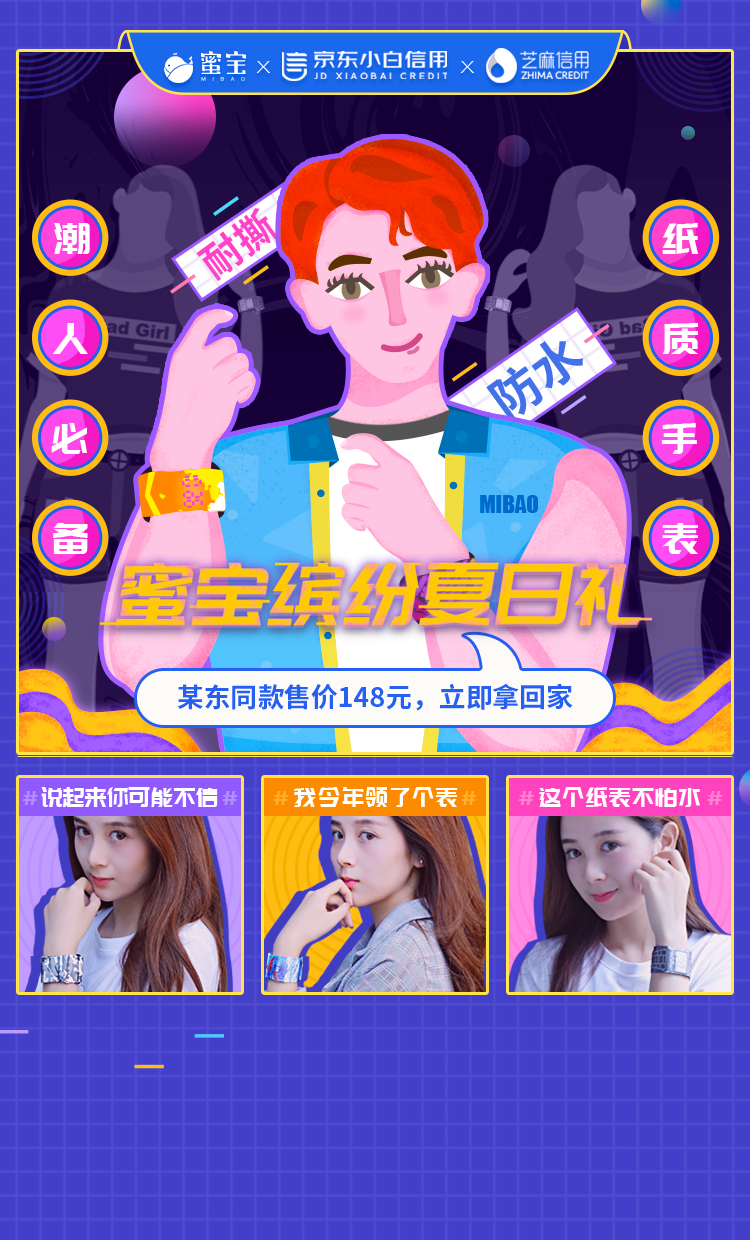 蜜宝 MIBAO × 京东小白信用 JD XIAOBAI CREDIT × 芝麻信用 ZHIMA CREDIT
潮人必备
纸质手表
耐撕
防水
ad Girl
MIBAO
蜜宝缤纷夏日礼
某东同款售价148元，立即拿回家
#说起来你可能不信#
#我今年领了个表#
#这个纸表不怕水#